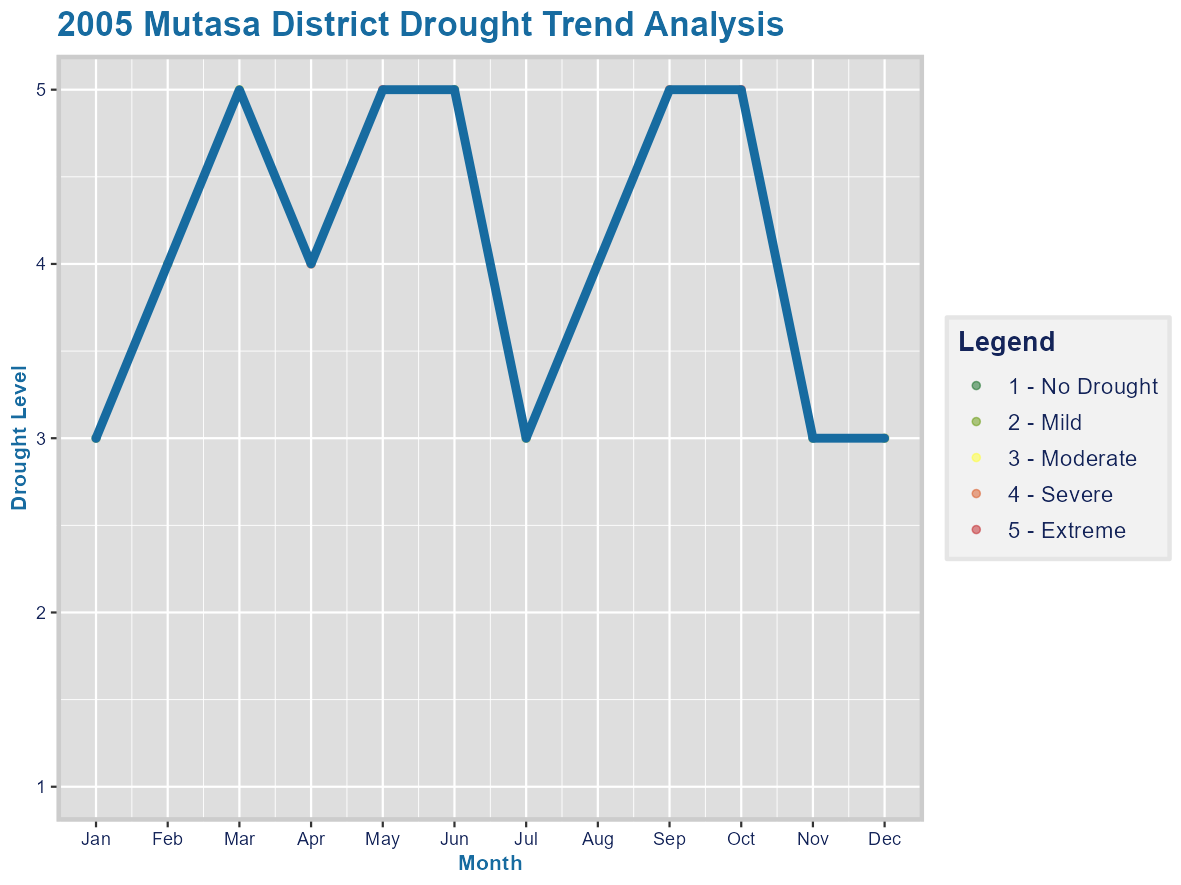 2005 Mutasa District Drought Trend Analysis
Drought Level
5
4
3
2
1
Jan Feb Mar Apr May Jun Jul Aug Sep Oct Nov Dec
Month
Legend
1 - No Drought
2 - Mild
3 - Moderate
4 - Severe
5 - Extreme